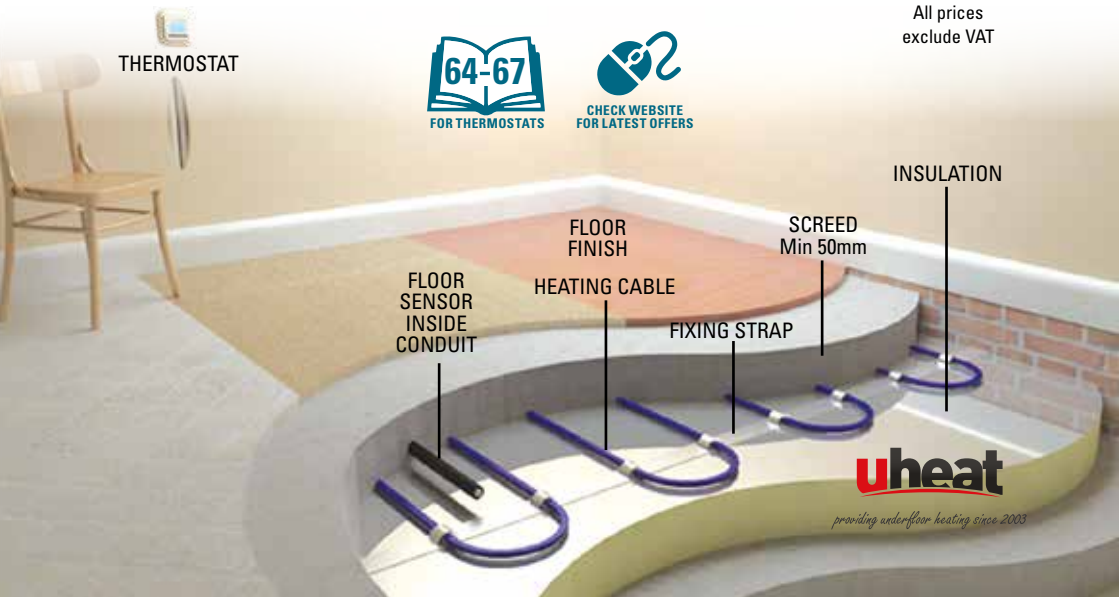 All prices
exclude VAT
THERMOSTAT
64-67
FOR THERMOSTATS
CHECK WEBSITE
FOR LATEST OFFERS
INSULATION
FLOOR
FINISH
SCREED
Min 50mm
FLOOR
SENSOR
INSIDE
CONDUIT
HEATING CABLE
FIXING STRAP
uheat
providing underfloor heating since 2003